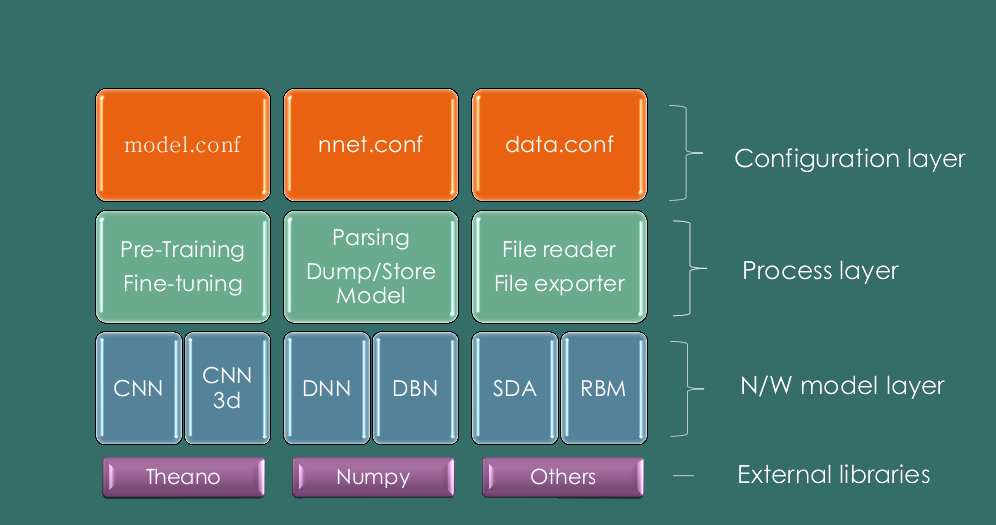 model.conf
nnet.conf
data.conf
Configuration layer
Pre-Training
Fine-tuning
Parsing
Dump/Store
Model
File reader
File exporter
Process layer
CNN
CNN
3d
DNN
DBN
SDA
RBM
N/W model layer
Theano
Numpy
Others
External libraries